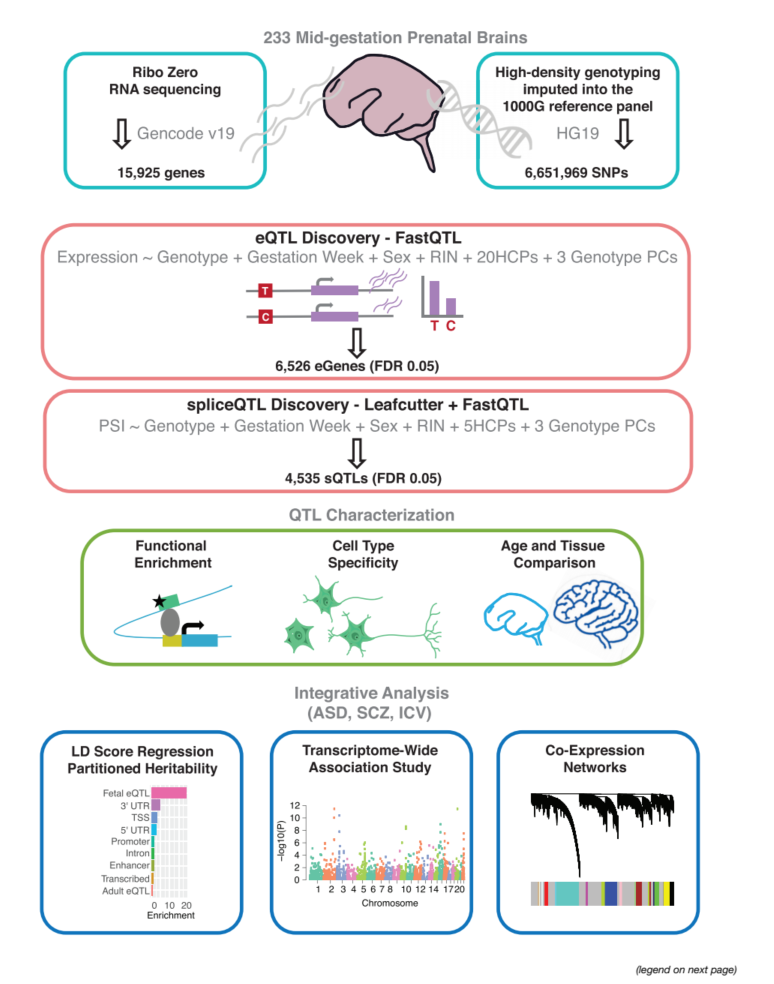 233 Mid-gestation Prenatal Brains
Ribo Zero
RNA sequencing
Gencode v19
15,925 genes
High-density genotyping
imputed into the
1000G reference panel
HG19
6,651,969 SNPs
eQTL Discovery - FastQTL
Expression ~ Genotype + Gestation Week + Sex + RIN + 20HCPs + 3 Genotype PCs
T
C
T C
6,526 eGenes (FDR 0.05)
spliceQTL Discovery - Leafcutter + FastQTL
PSI ~ Genotype + Gestation Week + Sex + RIN + 5HCPs + 3 Genotype PCs
4,535 sQTLs (FDR 0.05)
QTL Characterization
Functional
Enrichment
Cell Type
Specificity
Age and Tissue
Comparison
Integrative Analysis
(ASD, SCZ, ICV)
LD Score Regression
Partitioned Heritability
Fetal eQTL
3' UTR
TSS
5' UTR
Promoter
Intron
Enhancer
Transcribed
Adult eQTL
0 10 20
Enrichment
Transcriptome-Wide
Association Study
12
10
8
6
4
2
0
−log10(P)
1 2 3 4 5 6 7 8 10 12 14 17 20
Chromosome
Co-Expression
Networks
(legend on next page)